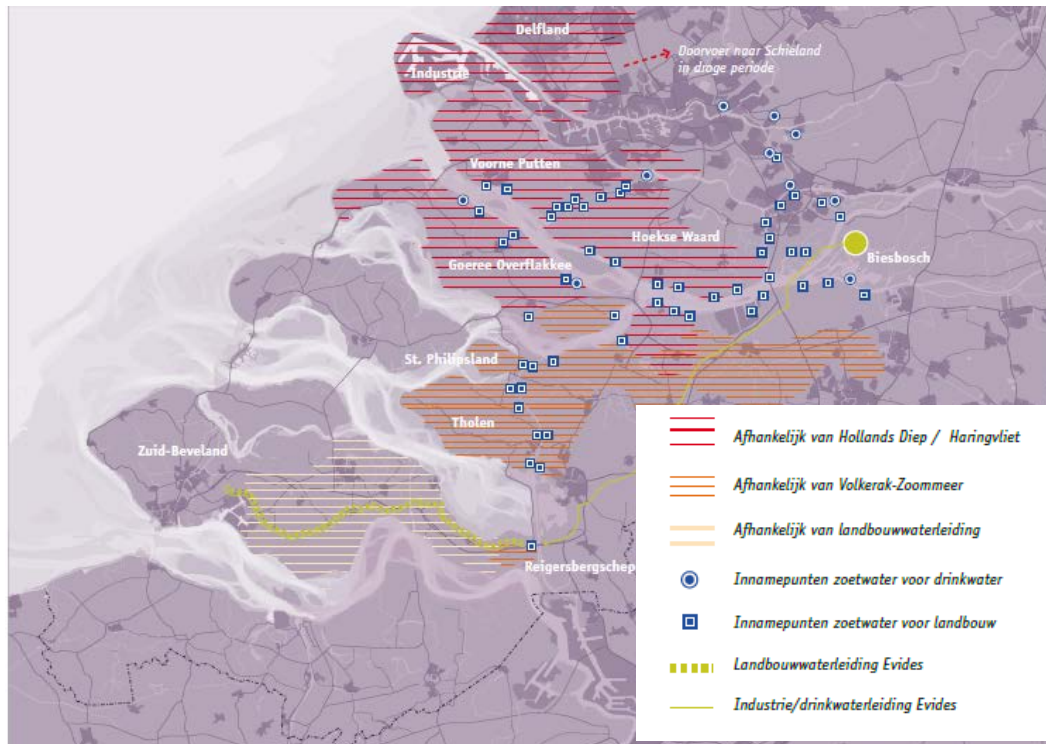 Delfland
Doorvoer naar Schieland
in droge periode
Industrie
Voorne Putten
Hoekse Waard
Goeree Overflakkee
Biesbosch
St. Philipsland
Tholen
Zuid-Beveland
Reigersbergschep
Afhankelijk van Hollands Diep / Haringvliet
Afhankelijk van Volkerak-Zoommeer
Afhankelijk van landbouwwaterleiding
Innamepunten zoetwater voor drinkwater
Innamepunten zoetwater voor landbouw
Landbouwwaterleiding Evides
Industrie/drinkwaterleiding Evides